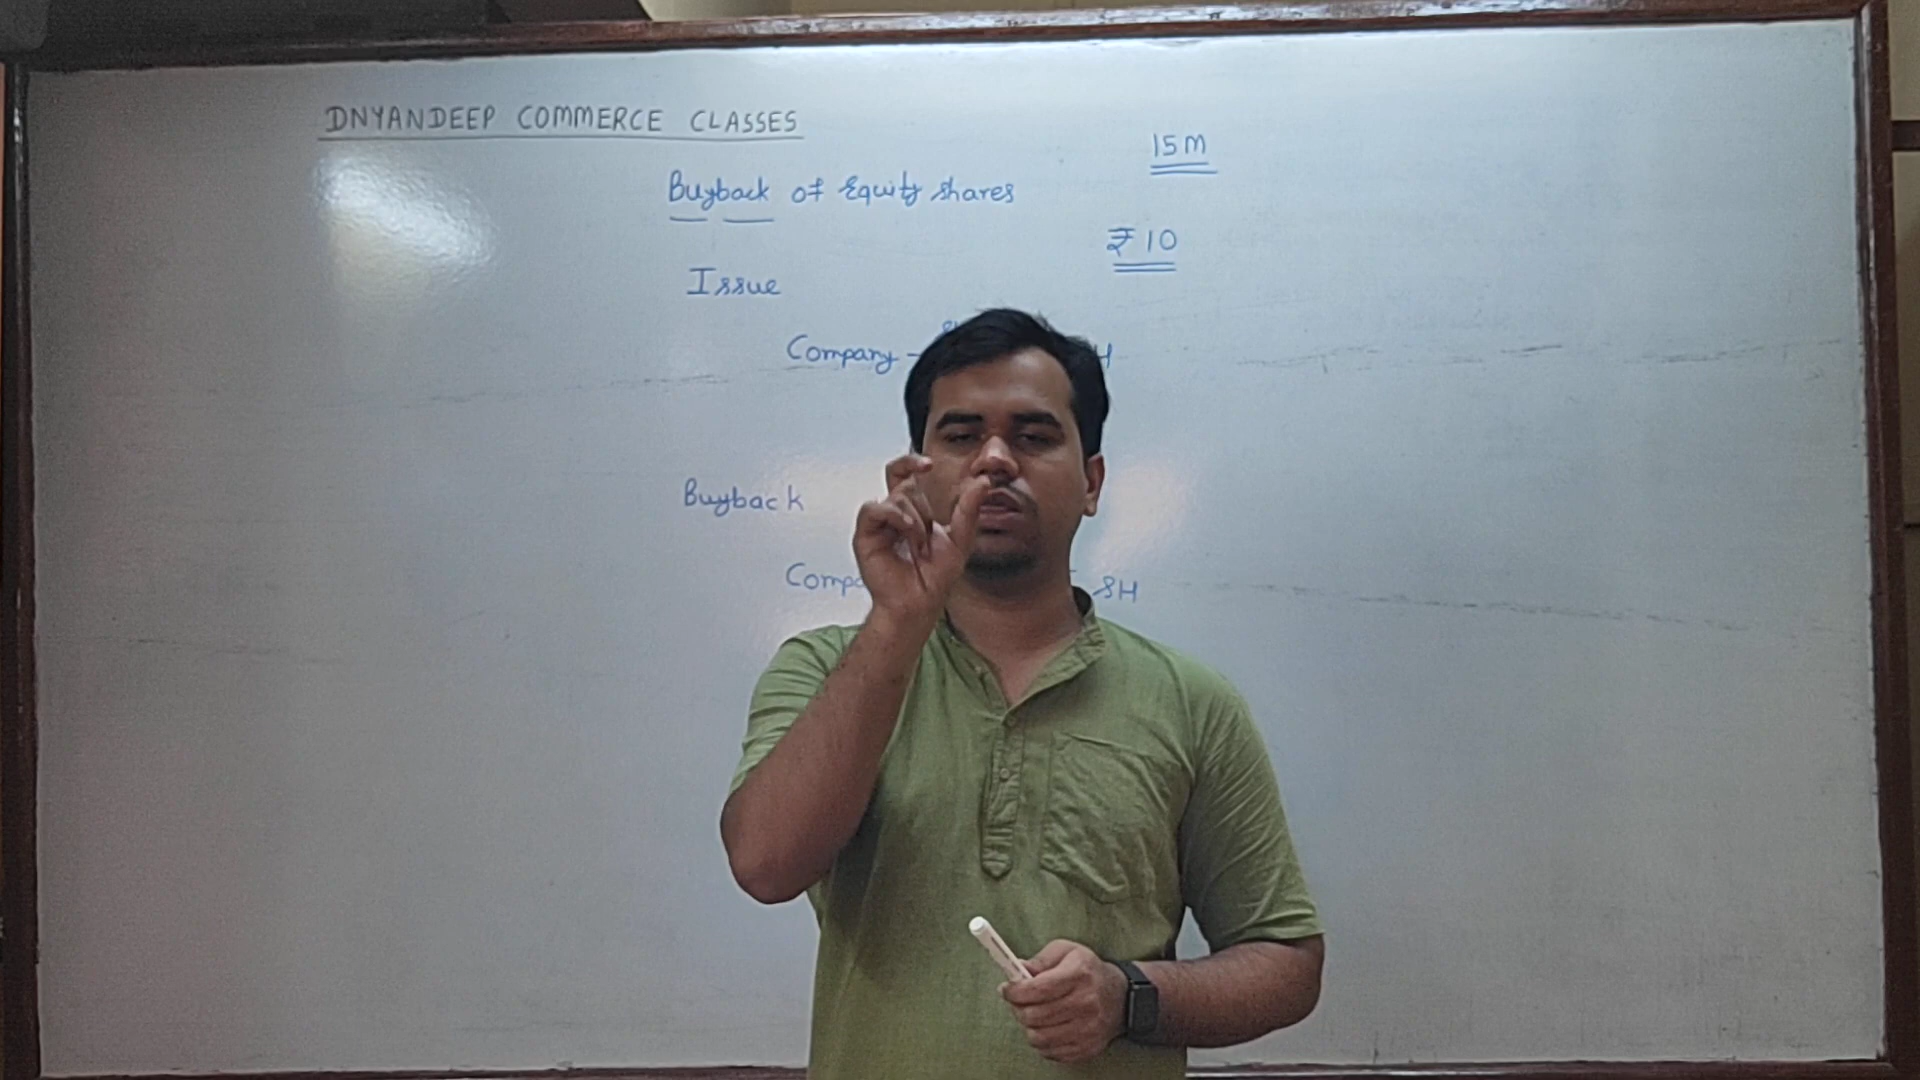 DNYANDEEP COMMERCE CLASSES
15M
Buyback of Equity shares
₹10
Issue
Company
Buyback
SH